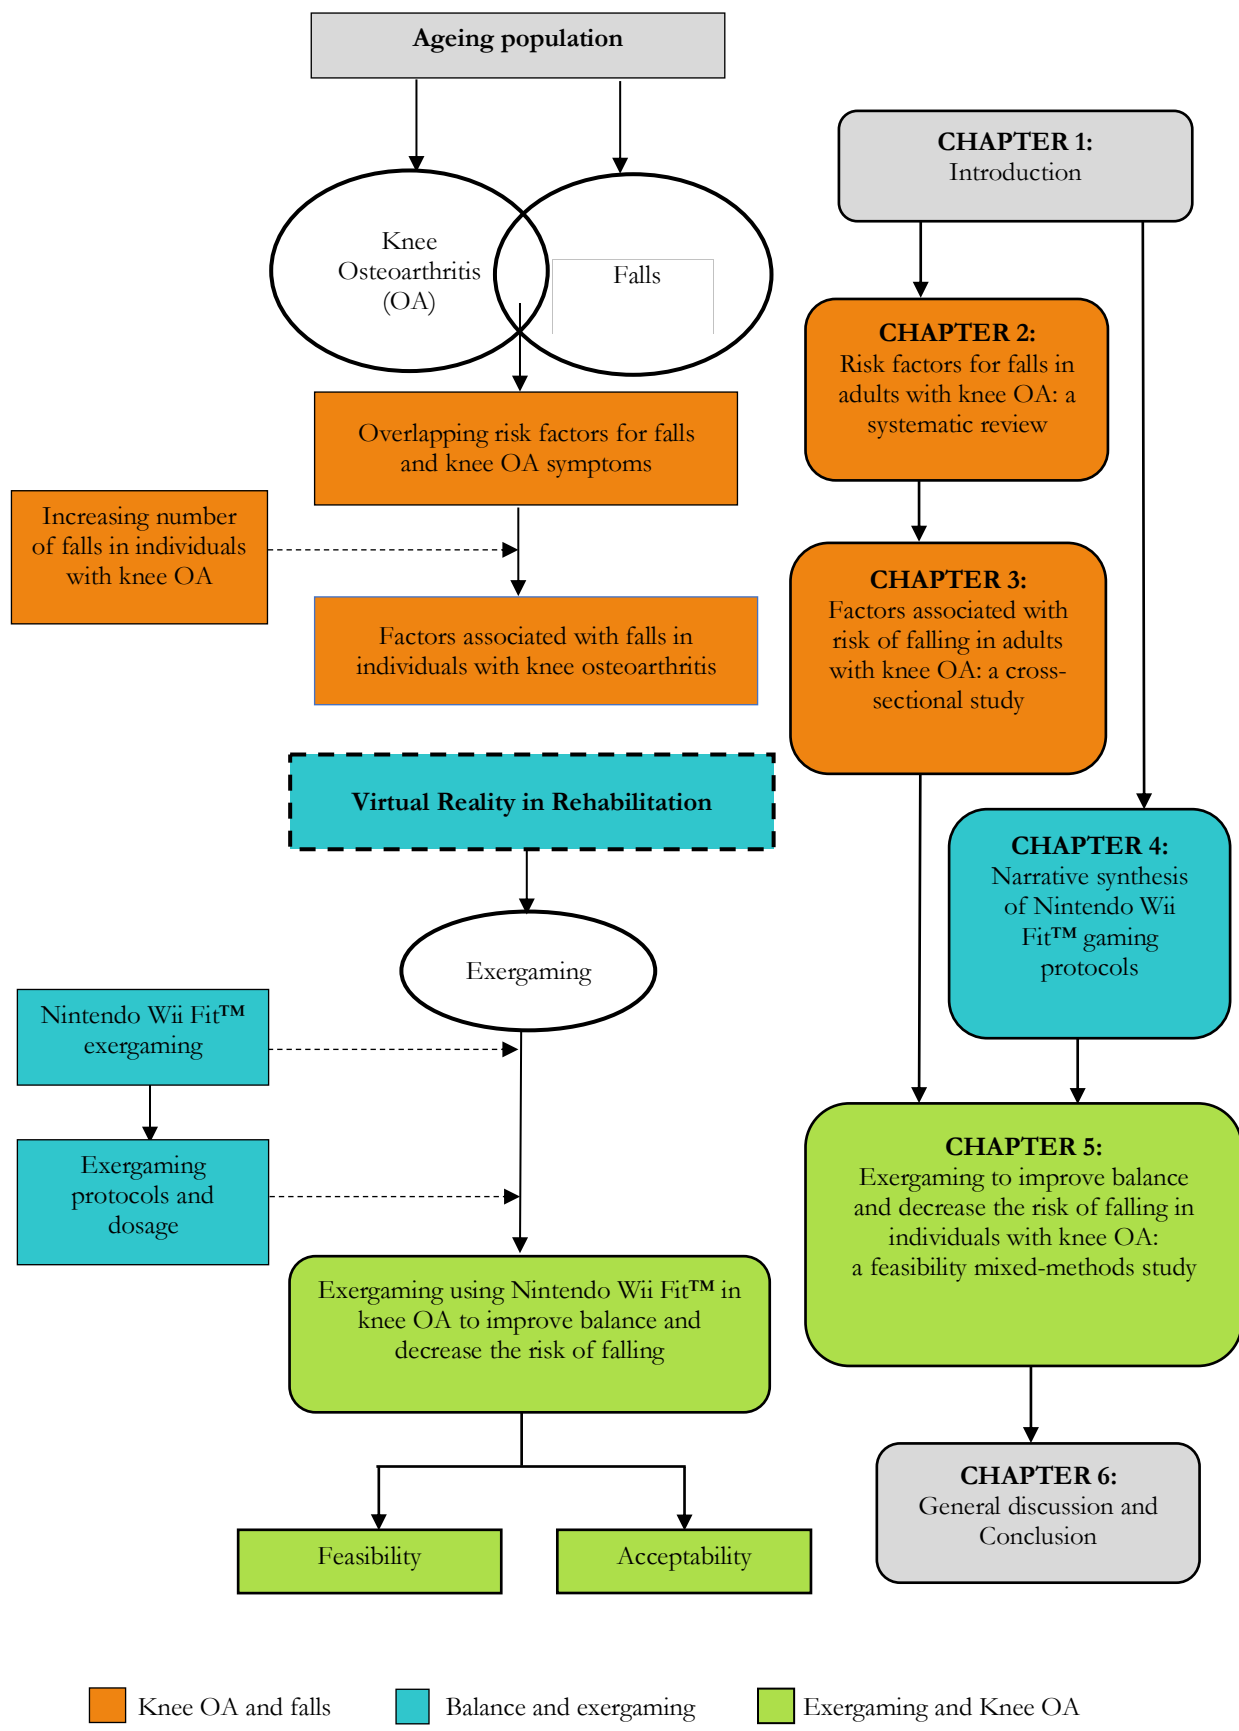 Ageing population
Knee
Osteoarthritis
(OA)
Falls
Overlapping risk factors for falls
and knee OA symptoms
Increasing number
of falls in individuals
with knee OA
Factors associated with falls in
individuals with knee osteoarthritis
Virtual Reality in Rehabilitation
Exergaming
Nintendo Wii Fit™
exergaming
Exergaming
protocols and
dosage
Exergaming using Nintendo Wii Fit™ in
knee OA to improve balance and
decrease the risk of falling
Feasibility
Acceptability
CHAPTER 1:
Introduction
CHAPTER 2:
Risk factors for falls in
adults with knee OA: a
systematic review
CHAPTER 3:
Factors associated with
risk of falling in adults
with knee OA: a cross-
sectional study
CHAPTER 4:
Narrative synthesis
of Nintendo Wii
Fit™ gaming
protocols
CHAPTER 5:
Exergaming to improve balance
and decrease the risk of falling in
individuals with knee OA:
a feasibility mixed-methods study
CHAPTER 6:
General discussion and
Conclusion
Knee OA and falls
Balance and exergaming
Exergaming and Knee OA